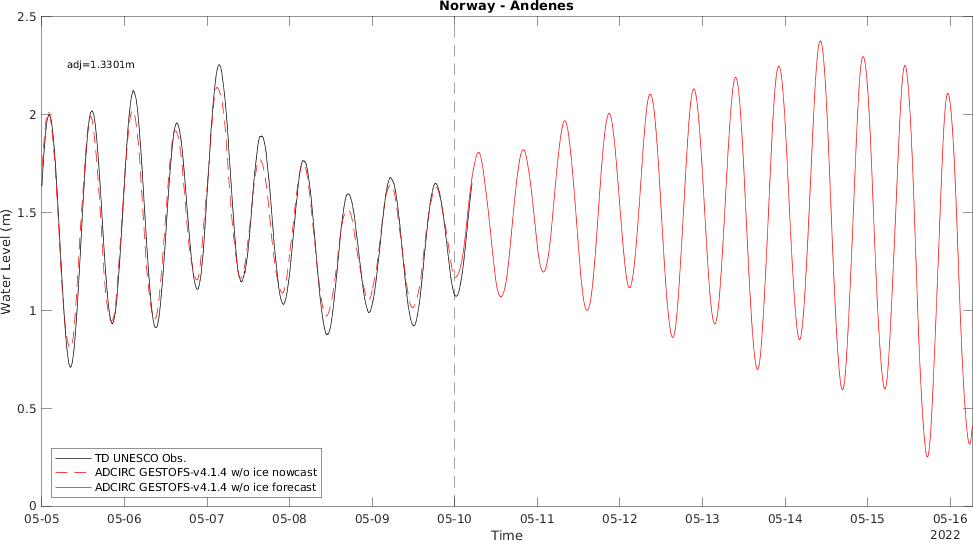 Norway - Andenes
2.5
adj=1.3301m
2
1.5
Water Level (m)
1
0.5
TD UNESCO Obs.
ADCIRC GESTOFS-v4.1.4 w/o ice nowcast
ADCIRC GESTOFS-v4.1.4 w/o ice forecast
0
05-05 05-06 05-07 05-08 05-09 05-10 05-11 05-12 05-13 05-14 05-15 05-16
Time 2022